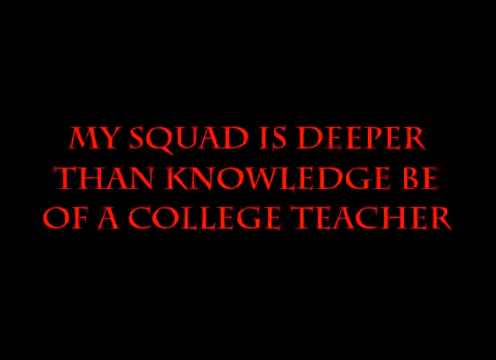 MY SQUAD IS DEEPER
THAN KNOWLEDGE BE
OF A COLLEGE TEACHER